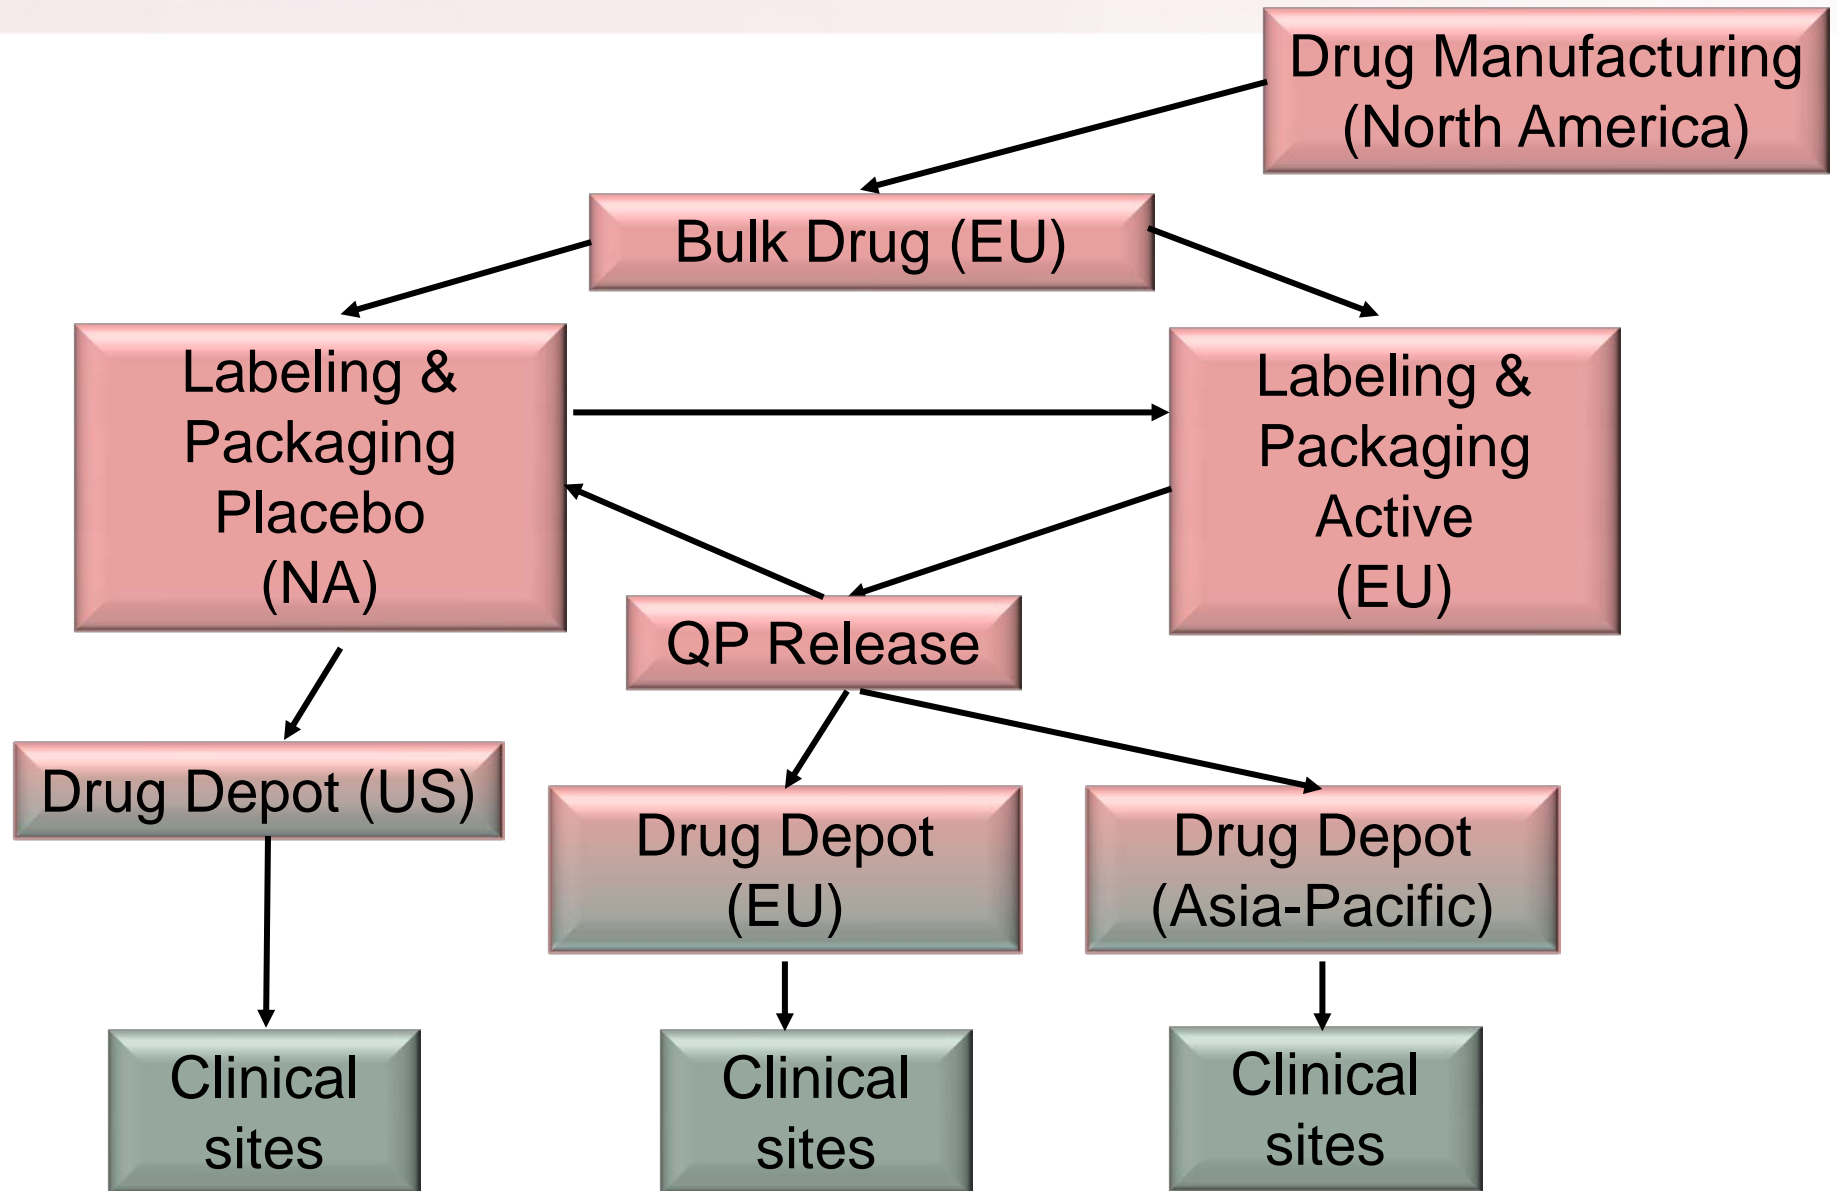 Drug Manufacturing
(North America)
Bulk Drug (EU)
Labeling &
Packaging
Placebo
(NA)
Labeling &
Packaging
Active
(EU)
QP Release
Drug Depot (US)
Drug Depot
(EU)
Drug Depot
(Asia-Pacific)
Clinical
sites
Clinical
sites
Clinical
sites